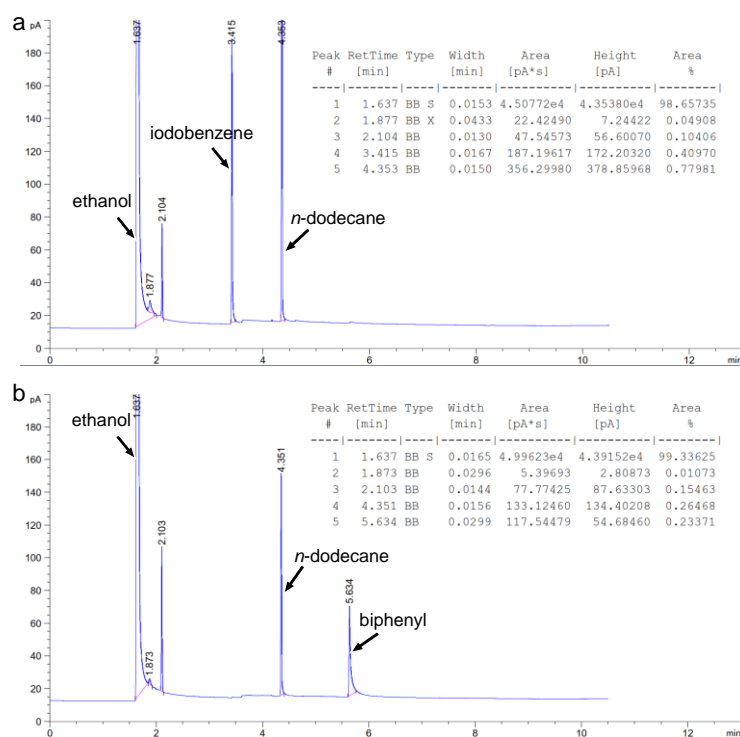 a
pA
180
160
140
120
100
80
60
40
20
0
1.637
1.877
2.104
3.415
4.353
ethanol
iodobenzene
n-dodecane
Peak RetTime Type Width Area Height Area
# [min] [min] [pA*s] [pA] %
----|-------|----|-------|----------|----------|--------|
1 1.637 BB S 0.0153 4.50772e4 4.35380e4 98.65735
2 1.877 BB X 0.0433 22.42490 7.24422 0.04908
3 2.104 BB 0.0130 47.54573 56.60070 0.10406
4 3.415 BB 0.0167 187.19617 172.20320 0.40970
5 4.353 BB 0.0150 356.29980 378.85968 0.77981
0 2 4 6 8 10 12 min
b
pA
180
160
140
120
100
80
60
40
20
0
1.637
1.873
2.103
4.351
5.634
ethanol
n-dodecane
biphenyl
Peak RetTime Type Width Area Height Area
# [min] [min] [pA*s] [pA] %
----|-------|----|-------|----------|----------|--------|
1 1.637 BB S 0.0165 4.99623e4 4.39152e4 99.33625
2 1.873 BB 0.0296 5.39693 2.80873 0.01073
3 2.103 BB 0.0144 77.77425 87.63303 0.15463
4 4.351 BB 0.0156 133.12460 134.40208 0.26468
5 5.634 BB 0.0299 117.54479 54.68460 0.23371
0 2 4 6 8 10 12 min